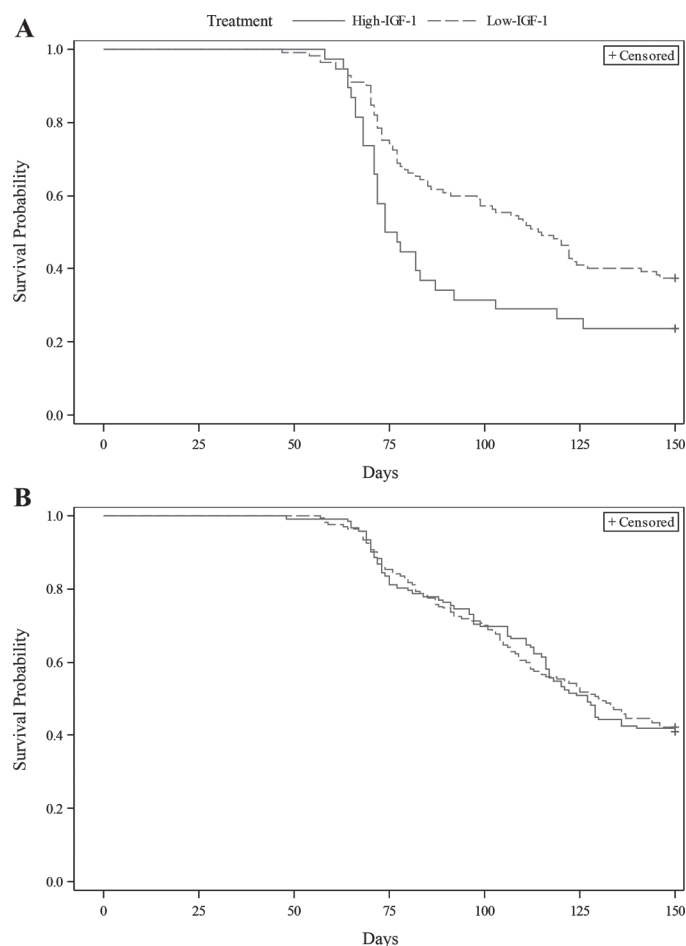 Treatment High-IGF-1 Low-IGF-1
A
+ Censored
1.0
0.8
0.6
0.4
0.2
0.0
Survival Probability
0 25 50 75 100 125 150
Days
B
+ Censored
1.0
0.8
0.6
0.4
0.2
0.0
Survival Probability
0 25 50 75 100 125 150
Days